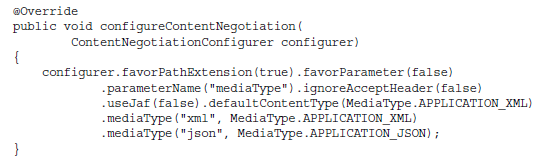 @Override
public void configureContentNegotiation(
        ContentNegotiationConfigurer configurer)
{
    configurer.favorPathExtension(true).favorParameter(false)
            .parameterName("mediaType").ignoreAcceptHeader(false)
            .useJaf(false).defaultContentType(MediaType.APPLICATION_XML)
            .mediaType("xml", MediaType.APPLICATION_XML)
            .mediaType("json", MediaType.APPLICATION_JSON);
}